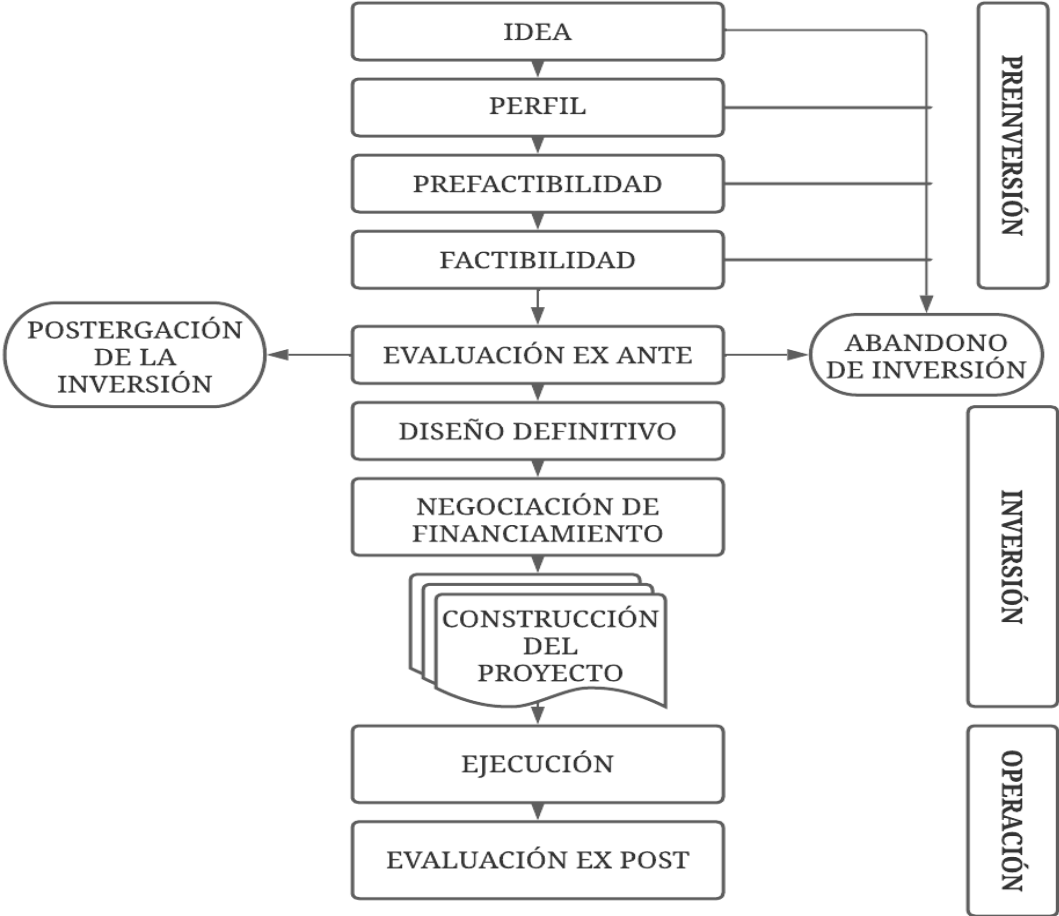 IDEA
PERFIL
PREFACTIBILIDAD
FACTIBILIDAD
PREINVERSIÓN
POSTERGACIÓN
DE LA
INVERSIÓN
EVALUACIÓN EX ANTE
ABANDONO
DE INVERSIÓN
DISEÑO DEFINITIVO
NEGOCIACIÓN DE
FINANCIAMIENTO
CONSTRUCCIÓN
DEL
PROYECTO
INVERSIÓN
EJECUCIÓN
EVALUACIÓN EX POST
OPERACIÓN